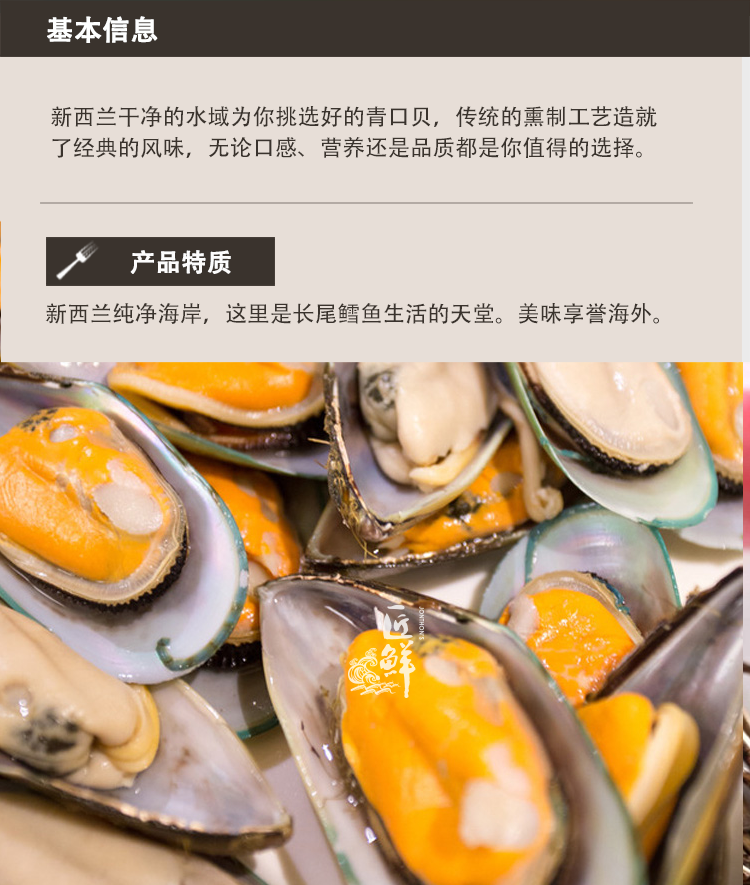 基本信息
新西兰干净的水域为你挑选好的青口贝，传统的熏制工艺造就
了经典的风味，无论口感、营养还是品质都是你值得的选择。
产品特质
新西兰纯净海岸，这里是长尾鳕鱼生活的天堂。美味享誉海外。
匠鲜